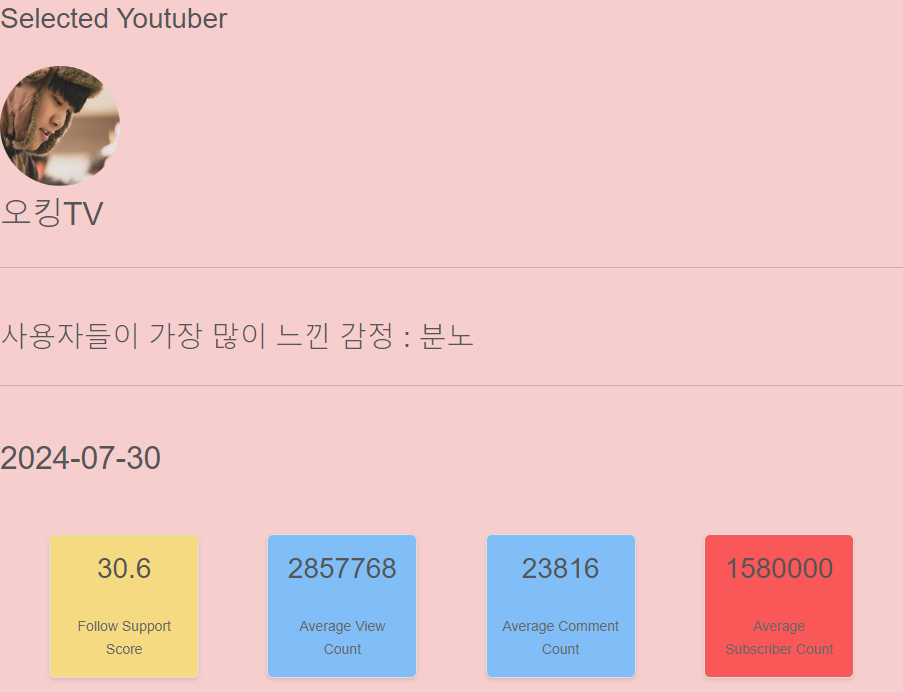 Selected Youtuber
오킹TV
사용자들이 가장 많이 느낀 감정 : 분노
2024-07-30
30.6
Follow Support
Score
2857768
Average View
Count
23816
Average Comment
Count
1580000
Average
Subscriber Count